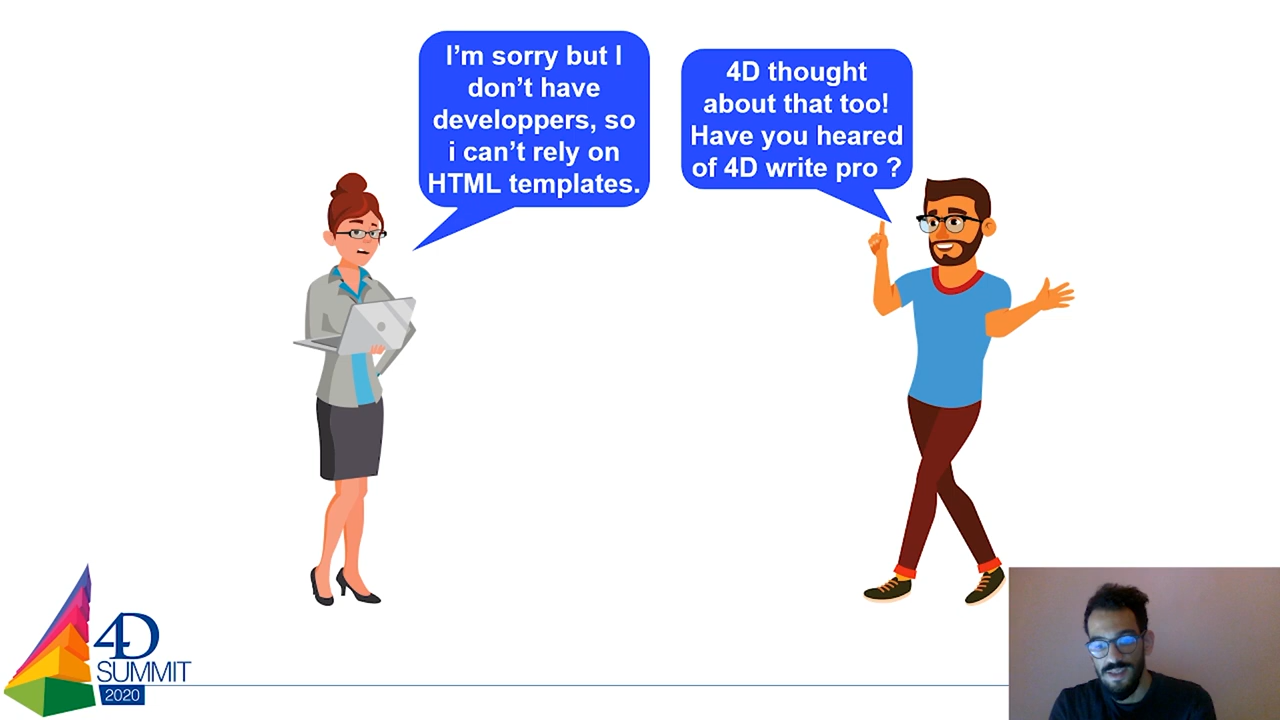 I’m sorry but I
don’t have
developpers, so
i can’t rely on
HTML templates.
4D thought
about that too!
Have you heared
of 4D write pro ?
4D
SUMMIT
2020